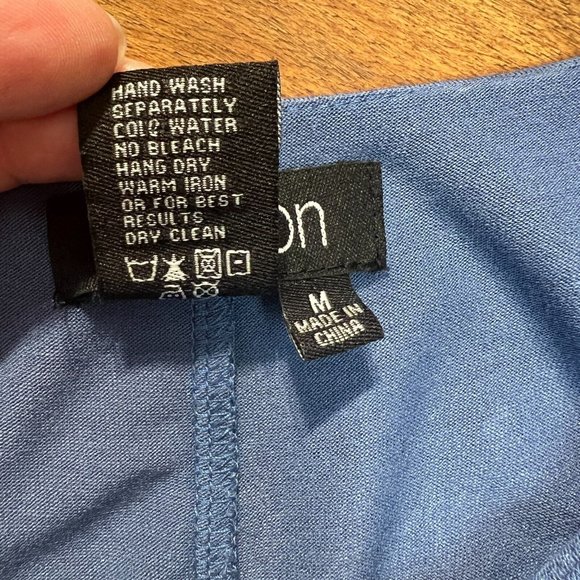 HAND WASH
SEPARATELY
COLD WATER
NO BLEACH
HANG DRY
WARM IRON
OR FOR BEST
RESULTS
DRY CLEAN
on
M
MADE IN
CHINA